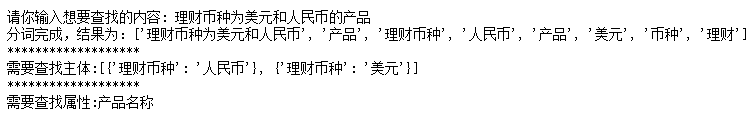 请你输入想要查找的内容: 理财币种为美元和人民币的产品
分词完成，结果为: ['理财币种为美元和人民币', '产品', '理财币种', '人民币', '产品', '美元', '币种', '理财']
*******************
需要查找主体:[{'理财币种': '人民币'}, {'理财币种': '美元'}]
*******************
需要查找属性:产品名称